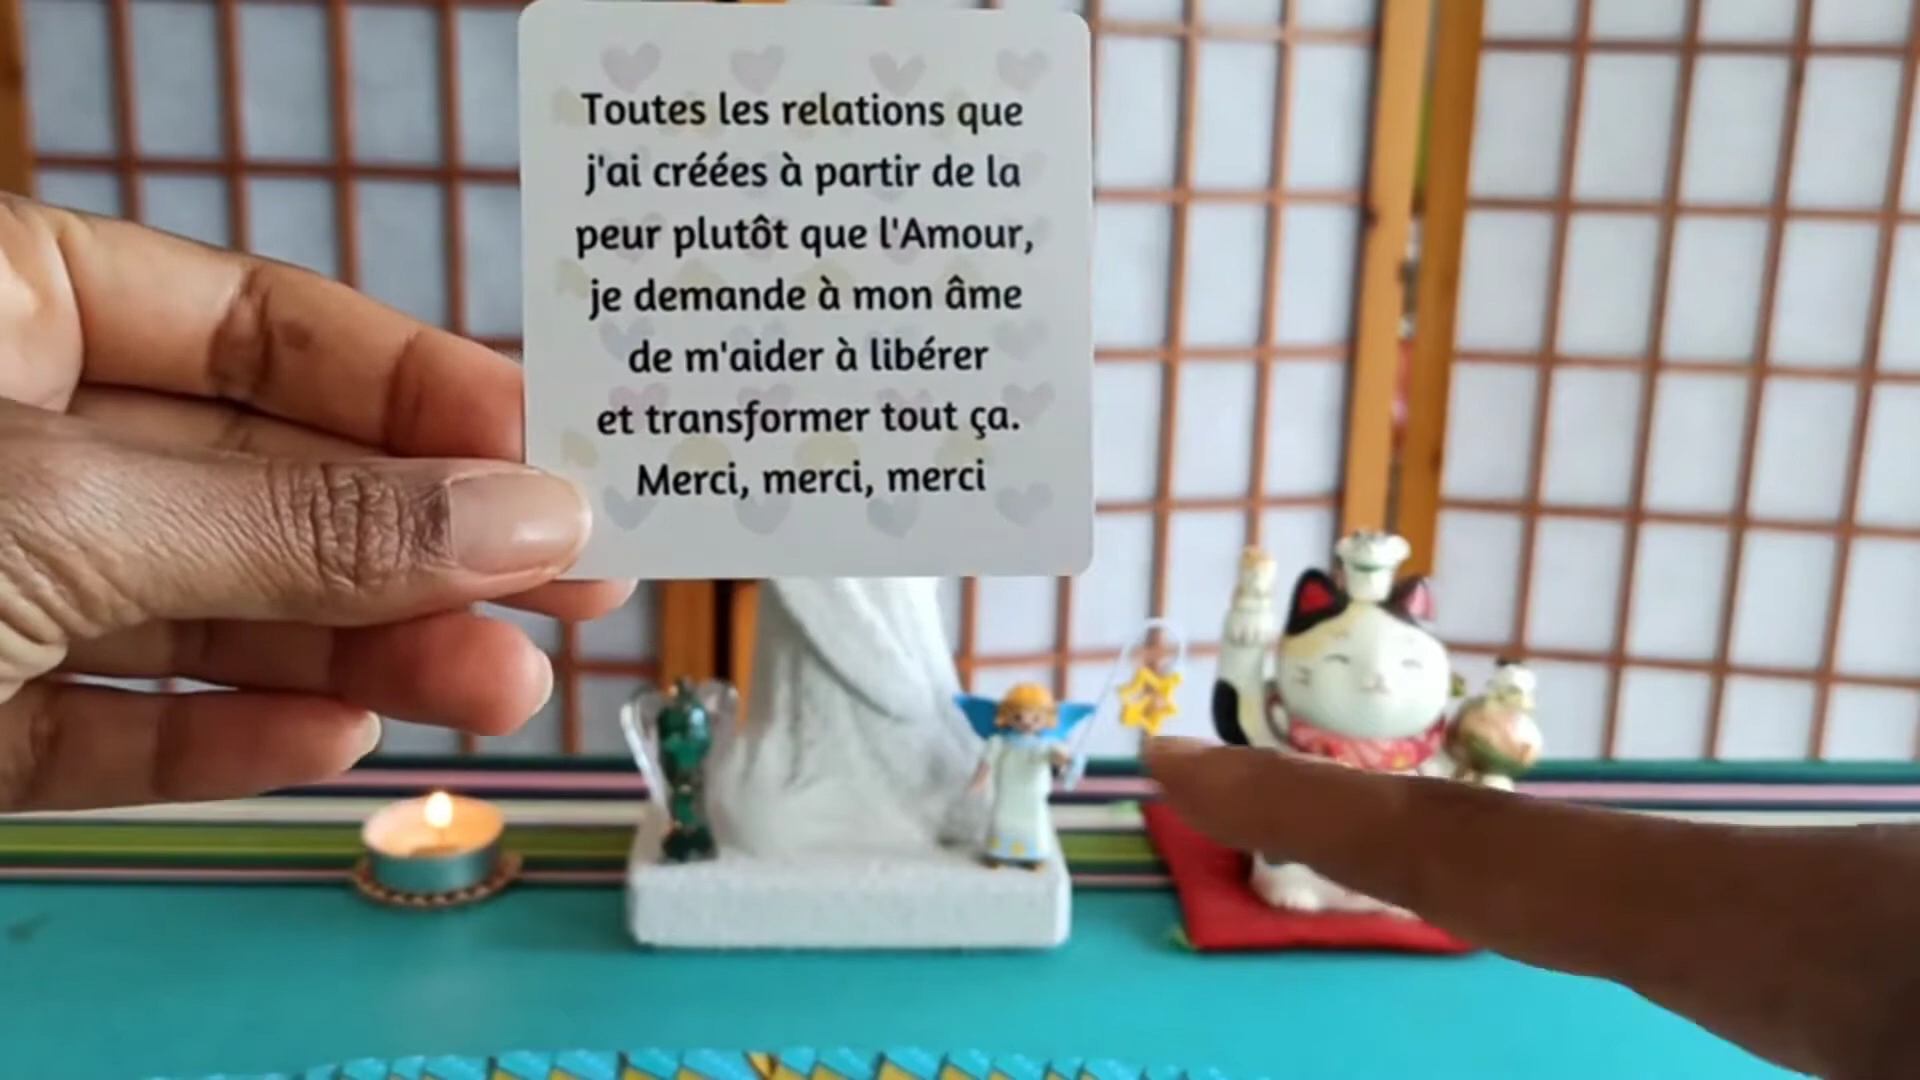 Toutes les relations que
j'ai créées à partir de la
peur plutôt que l'Amour,
je demande à mon âme
de m'aider à libérer
et transformer tout ça.
Merci, merci, merci